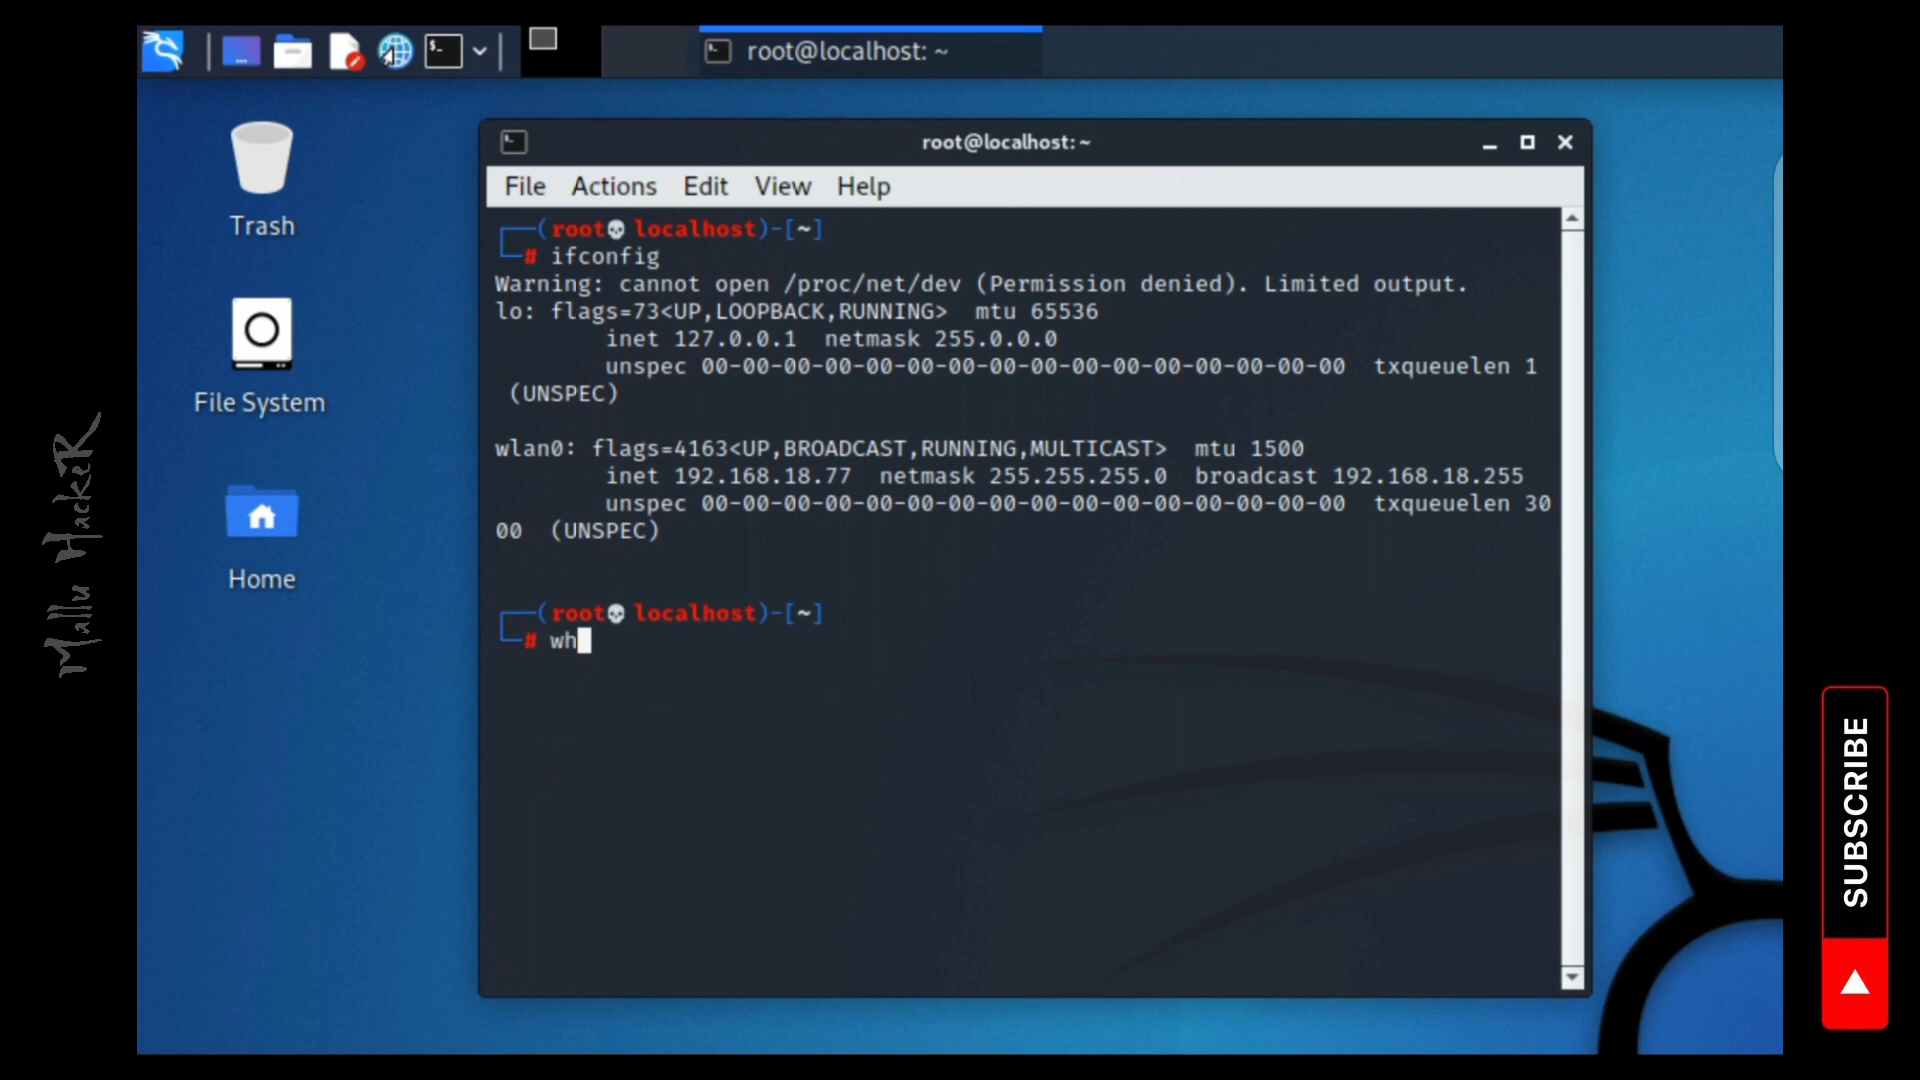 root@localhost: ~
root@localhost: ~
File Actions Edit View Help
┌──(root💀localhost)-[~]
└─# ifconfig
Warning: cannot open /proc/net/dev (Permission denied). Limited output.
lo: flags=73<UP,LOOPBACK,RUNNING>  mtu 65536
        inet 127.0.0.1  netmask 255.0.0.0
        unspec 00-00-00-00-00-00-00-00-00-00-00-00-00-00-00-00  txqueuelen 1
 (UNSPEC)
wlan0: flags=4163<UP,BROADCAST,RUNNING,MULTICAST>  mtu 1500
        inet 192.168.18.77  netmask 255.255.255.0  broadcast 192.168.18.255
        unspec 00-00-00-00-00-00-00-00-00-00-00-00-00-00-00-00  txqueuelen 30
00  (UNSPEC)
┌──(root💀localhost)-[~]
└─# wh
Trash
File System
Home
Mallu HackeR
SUBSCRIBE